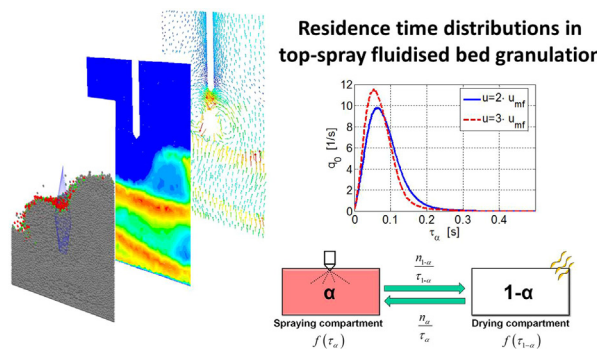 Residence time distributions in
top-spray fluidised bed granulation
12
10
8
6
4
2
0
q0 [1/s]
u=2· umf
u=3· umf
0 0.1 0.2 0.3 0.4
τα [s]
α
n1-α
τ1-α
nα
τα
1-α
Spraying compartment
f(τα)
Drying compartment
f(τ1-α)